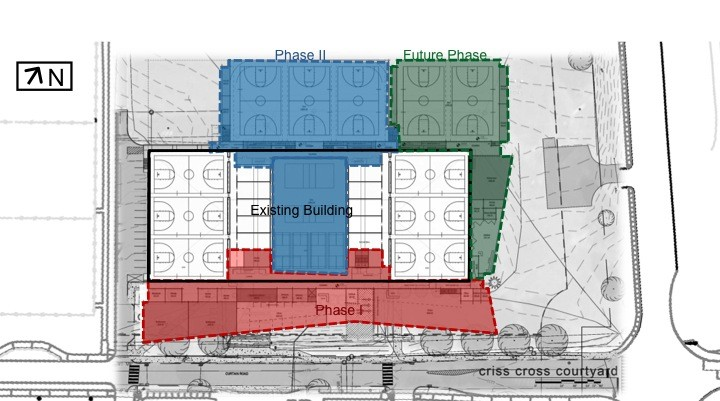 Phase II
Future Phase
N
Existing Building
Phase I
criss cross courtyard